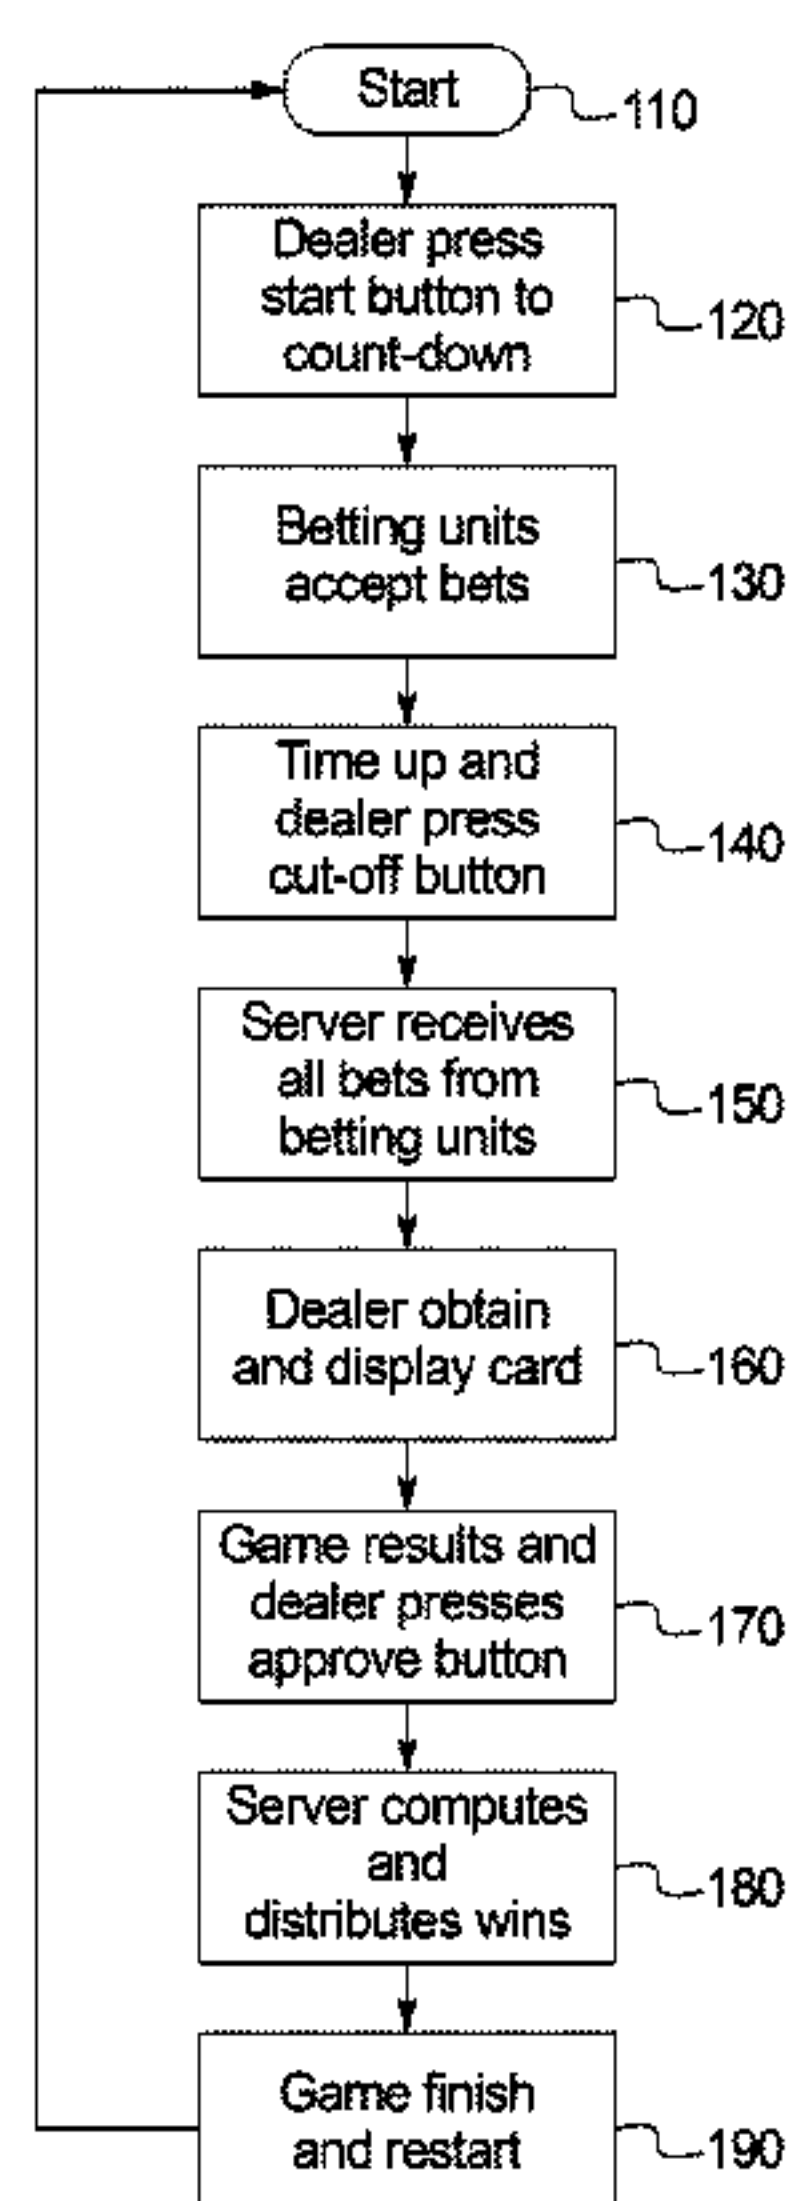 Start
110
Dealer press
start button to
count-down
120
Betting units
accept bets
130
Time up and
dealer press
cut-off button
140
Server receives
all bets from
betting units
150
Dealer obtain
and display card
160
Game results and
dealer presses
approve button
170
Server computes
and
distributes wins
180
Game finish
and restart
190